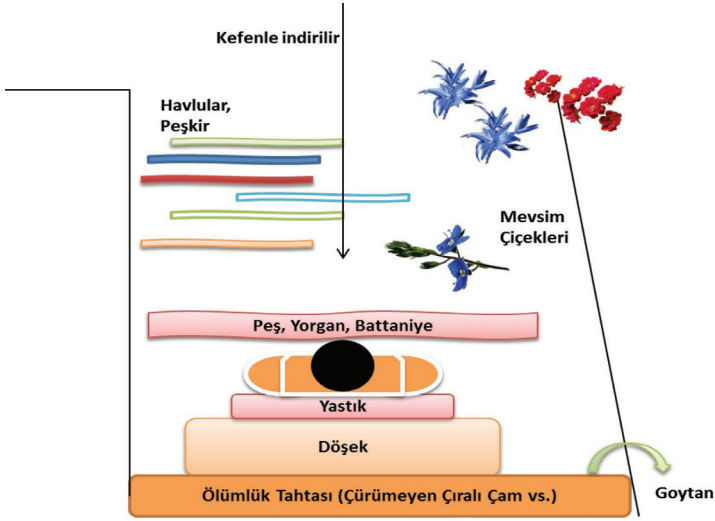 Kefenle indirilir
Havlular,
Peşkir
Mevsim
Çiçekleri
Peş, Yorgan, Battaniye
Yastık
Döşek
Ölümlük Tahtası (Çürümeyen Çıralı Çam vs.)
Goytan